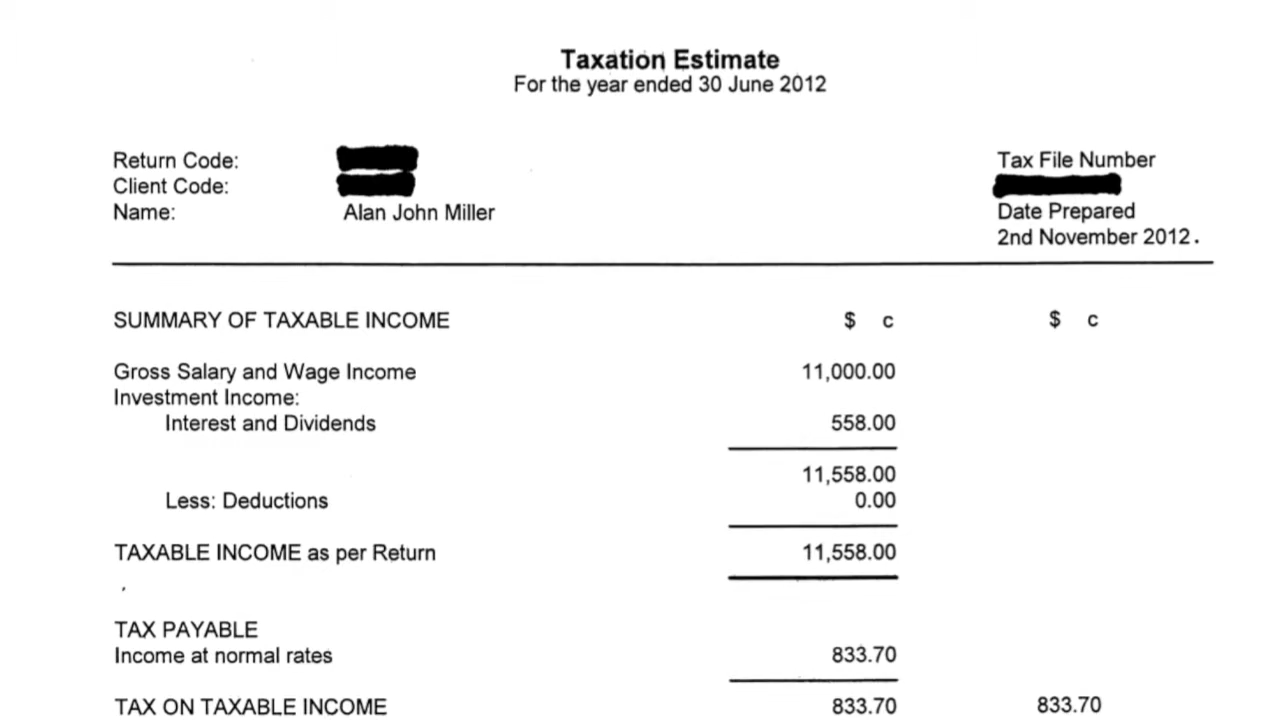 Taxation Estimate
For the year ended 30 June 2012
Return Code:
Client Code:
Name: Alan John Miller
Tax File Number
Date Prepared
2nd November 2012.
SUMMARY OF TAXABLE INCOME $ c $ c
Gross Salary and Wage Income 11,000.00
Investment Income:
Interest and Dividends 558.00
11,558.00
Less: Deductions 0.00
TAXABLE INCOME as per Return 11,558.00
TAX PAYABLE
Income at normal rates 833.70
TAX ON TAXABLE INCOME 833.70 833.70